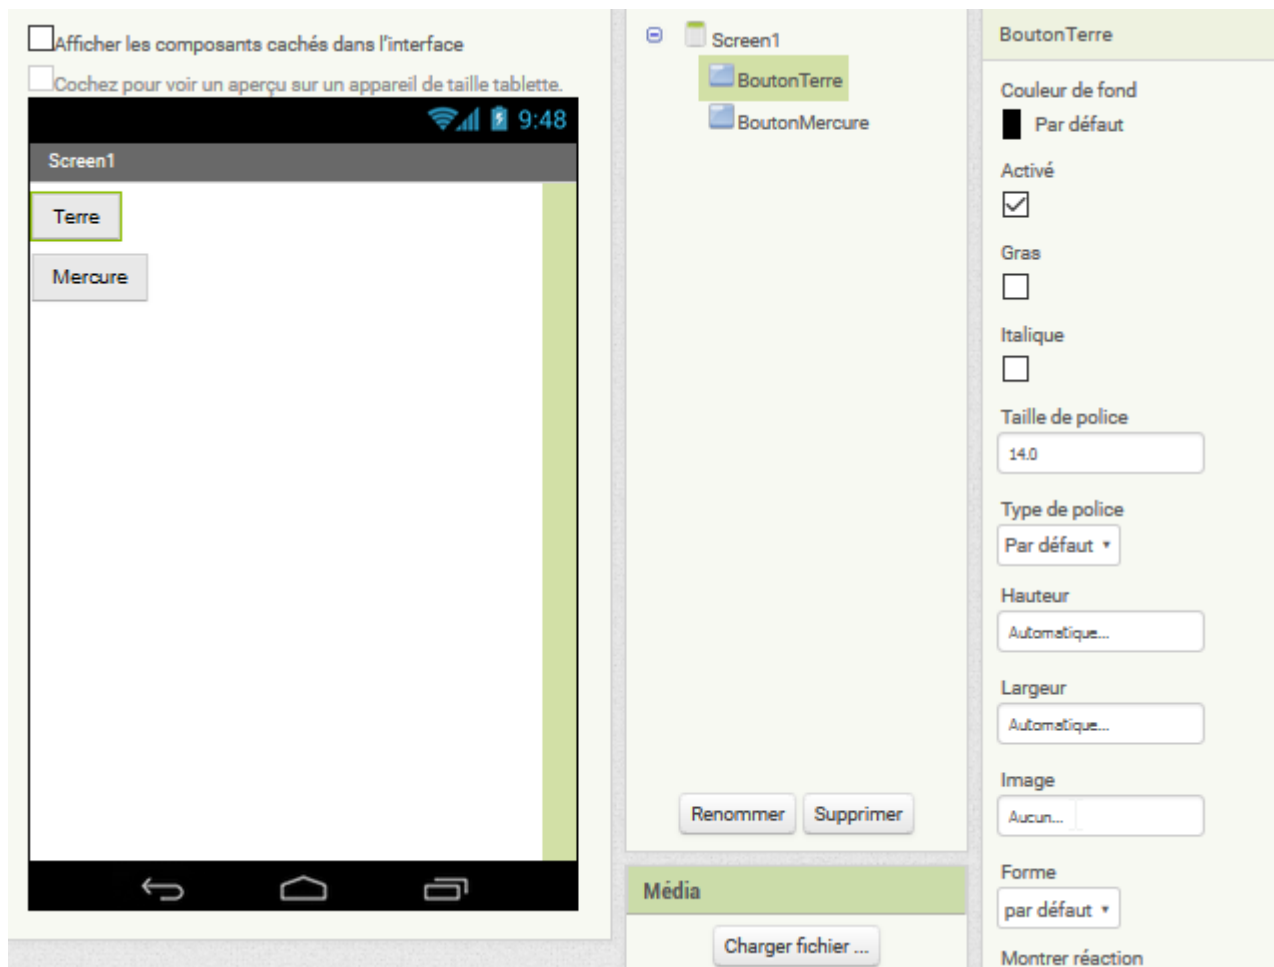 Afficher les composants cachés dans l'interface
Cochez pour voir un aperçu sur un appareil de taille tablette.
9:48
Screen1
Terre
Mercure
Screen1
BoutonTerre
BoutonMercure
Renommer
Supprimer
Média
Charger fichier ...
BoutonTerre
Couleur de fond
Par défaut
Activé
Gras
Italique
Taille de police
14.0
Type de police
Par défaut
Hauteur
Automatique...
Largeur
Automatique...
Image
Aucun...
Forme
par défaut
Montrer réaction